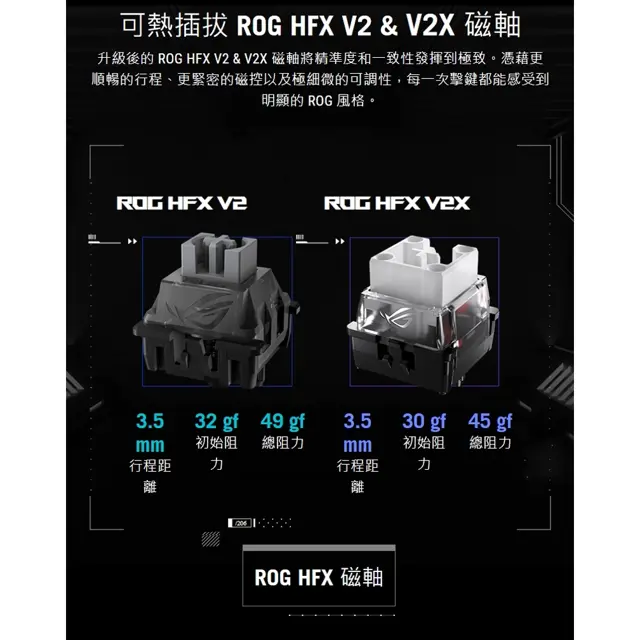 可熱插拔 ROG HFX V2 & V2X 磁軸
升級後的 ROG HFX V2 & V2X 磁軸將精準度和一致性發揮到極致。憑藉更
順暢的行程、更緊密的磁控以及極細微的可調性，每一次擊鍵都能感受到
明顯的 ROG 風格。
ROG HFX V2
ROG HFX V2X
3.5
mm
行程距
離
32 gf
初始阻
力
49 gf
總阻力
3.5
mm
行程距
離
30 gf
初始阻
力
45 gf
總阻力
/206
ROG HFX 磁軸